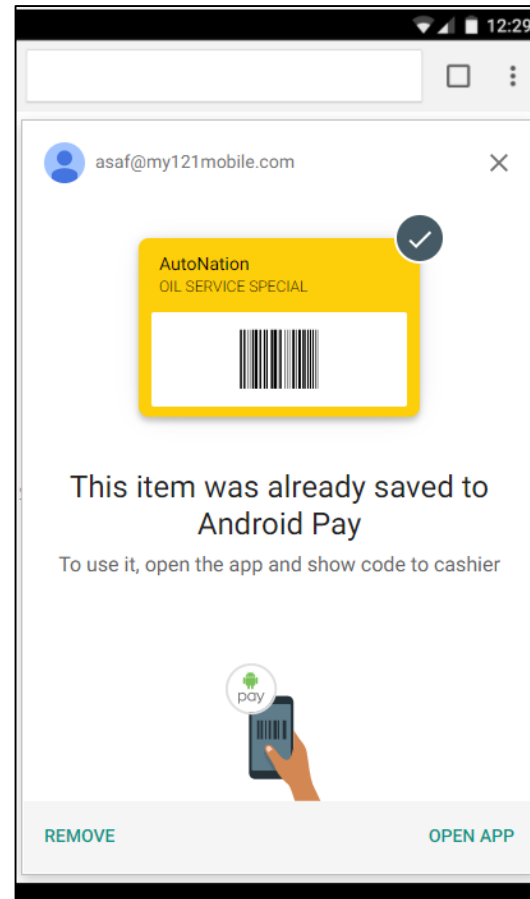 12:29
asaf@my121mobile.com
AutoNation
OIL SERVICE SPECIAL
This item was already saved to
Android Pay
To use it, open the app and show code to cashier
pay
REMOVE
OPEN APP